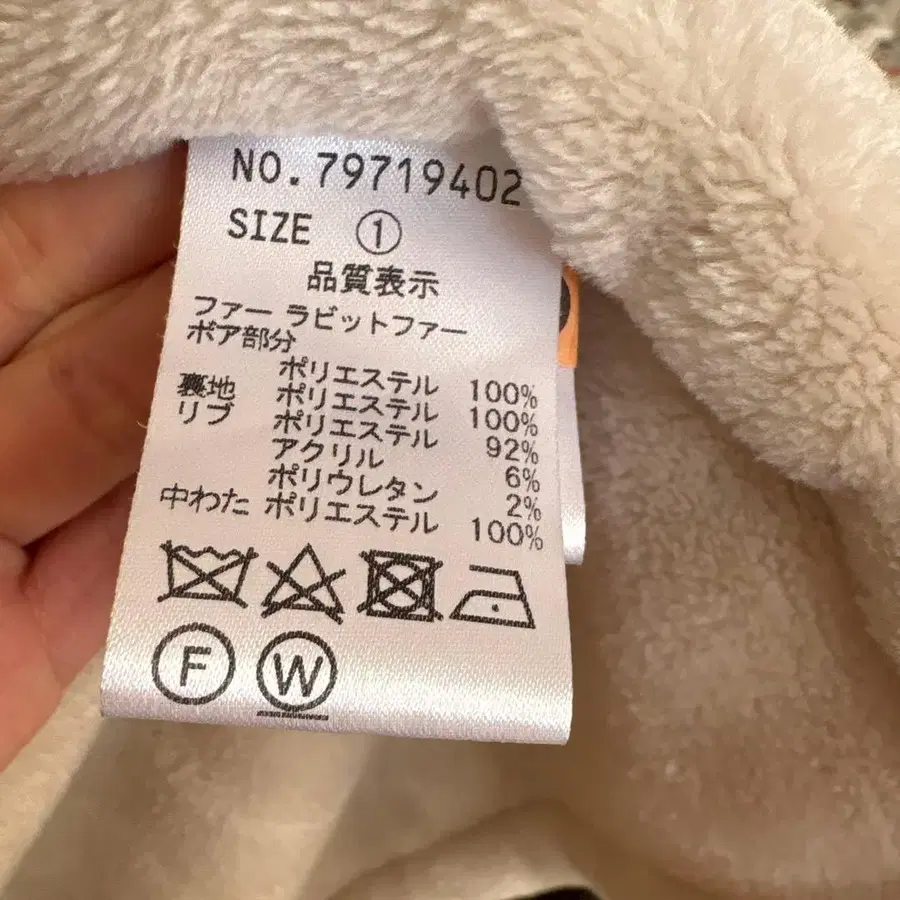 NO.79719402
SIZE ①
品質表示
ファー ラビットファー
ボア部分
ポリエステル 100%
裏地 ポリエステル 100%
リブ ポリエステル 92%
アクリル 6%
ポリウレタン 2%
中わた ポリエステル 100%
F W